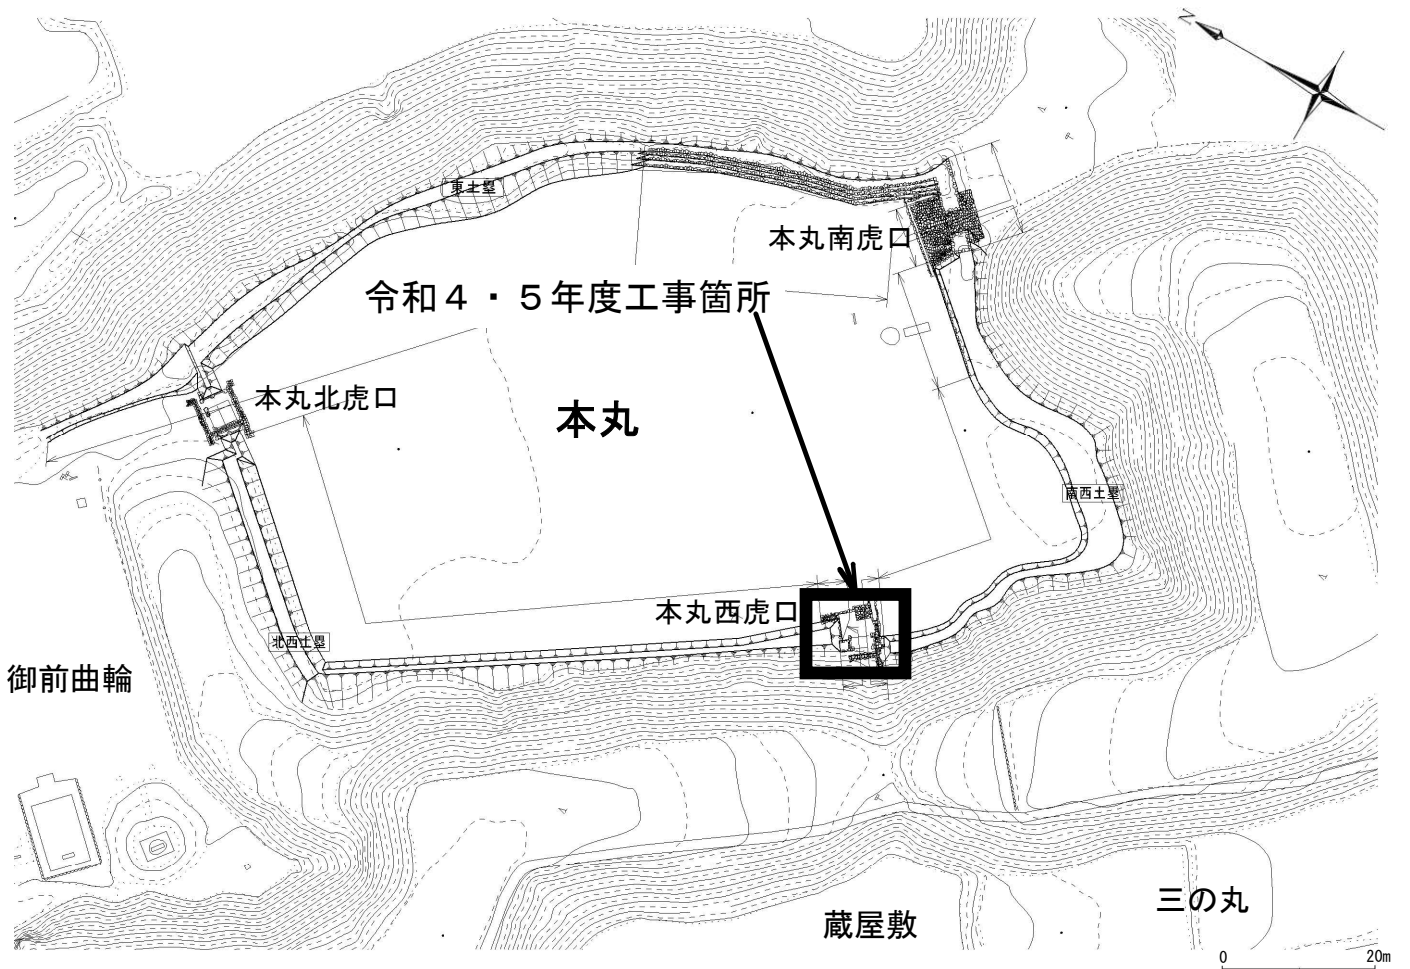 N
東土塁
本丸南虎口
令和４・５年度工事箇所
本丸北虎口
本丸
南西土塁
本丸西虎口
北西土塁
御前曲輪
三の丸
蔵屋敷
0 20m